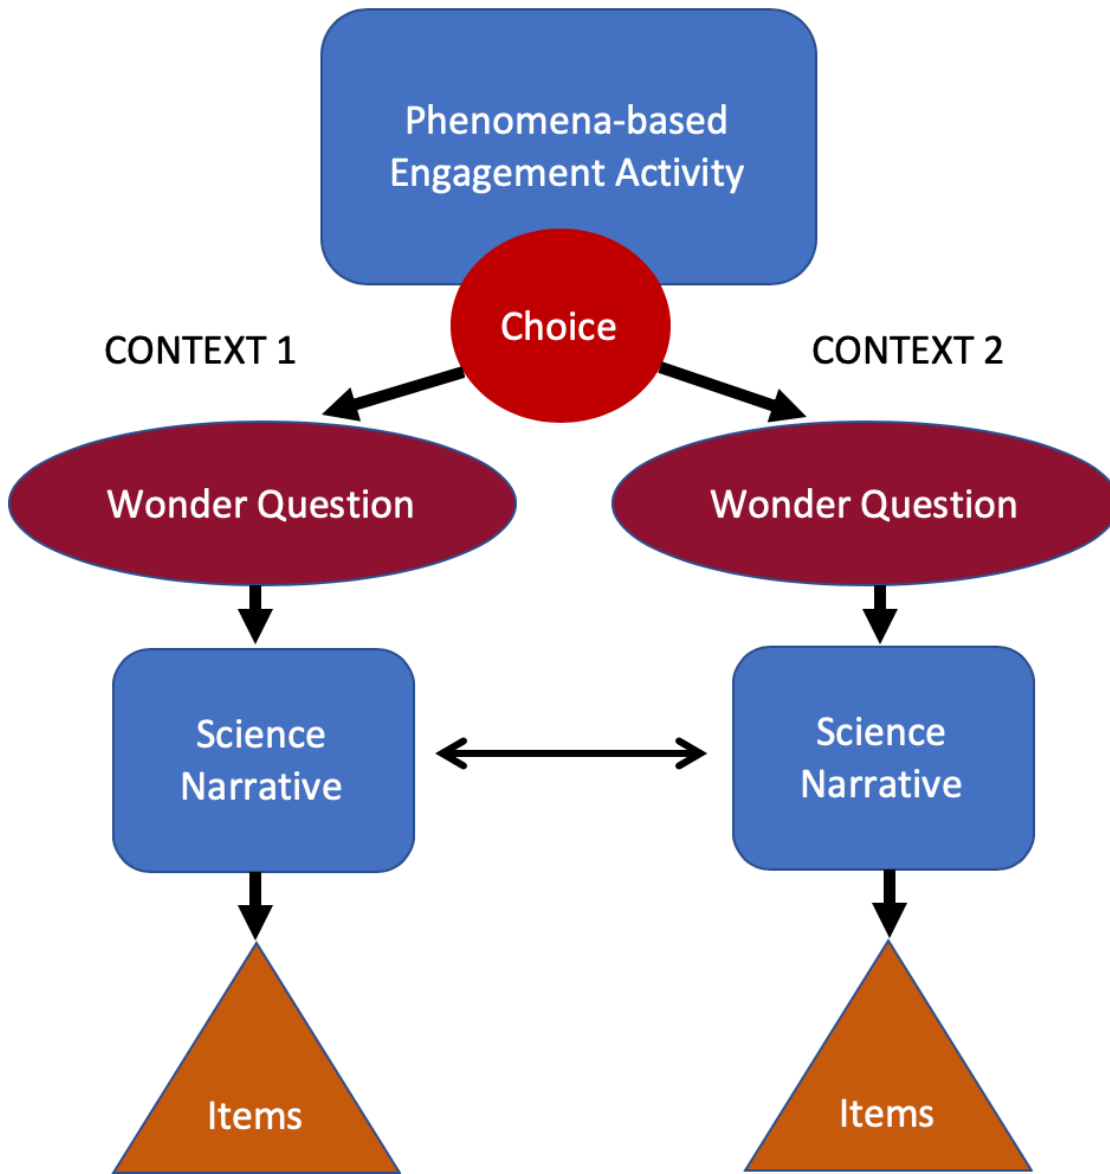 Phenomena-based
Engagement Activity
Choice
CONTEXT 1
CONTEXT 2
Wonder Question
Wonder Question
Science
Narrative
Science
Narrative
Items
Items